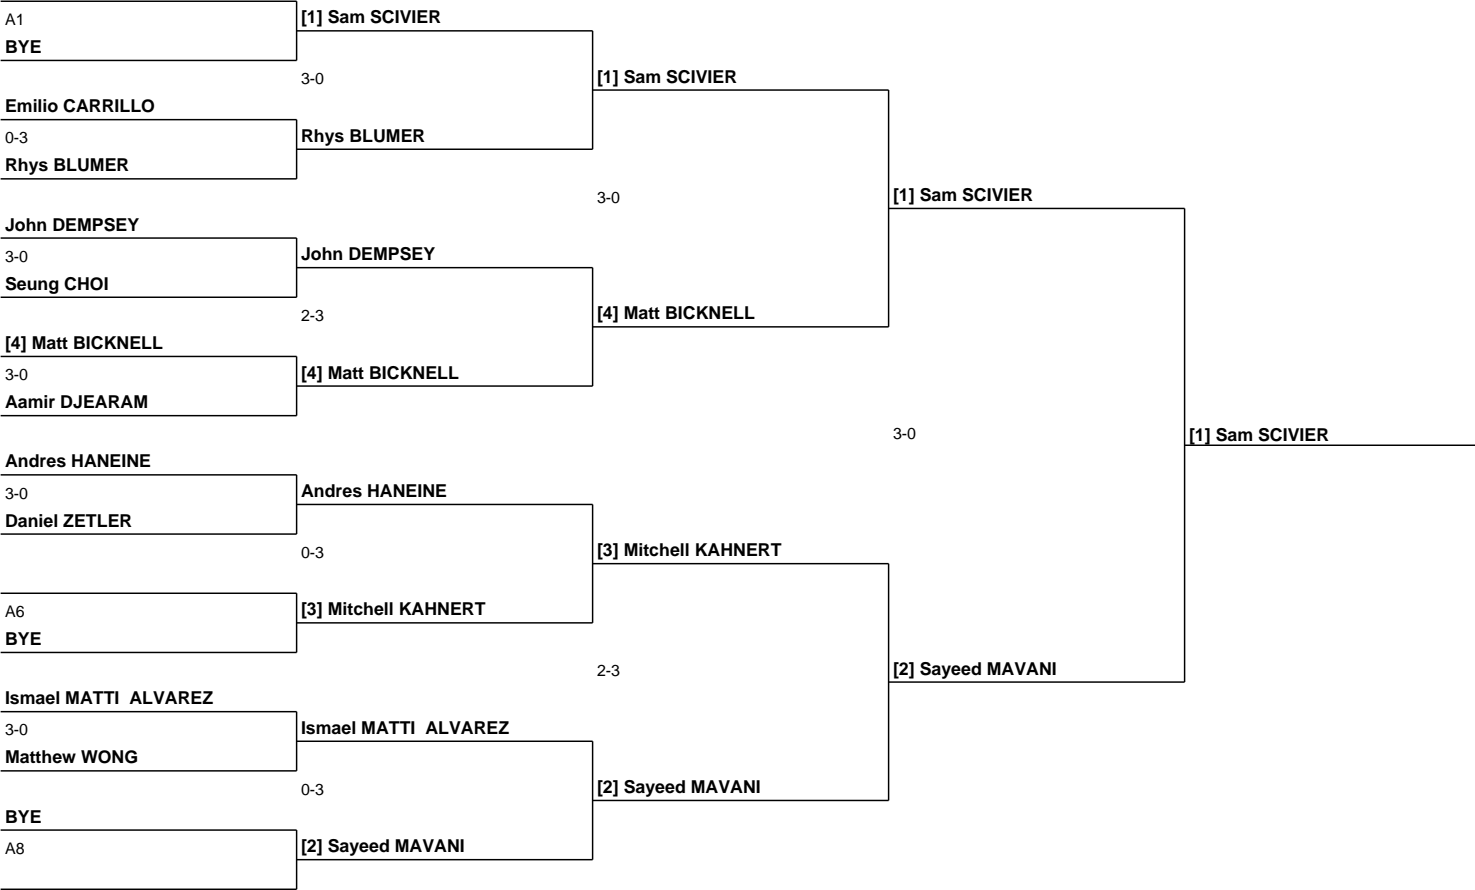 A1
BYE
[1] Sam SCIVIER
3-0
Emilio CARRILLO
0-3
Rhys BLUMER
Rhys BLUMER
[1] Sam SCIVIER
3-0
John DEMPSEY
3-0
Seung CHOI
John DEMPSEY
2-3
[4] Matt BICKNELL
3-0
Aamir DJEARAM
[4] Matt BICKNELL
[4] Matt BICKNELL
[1] Sam SCIVIER
3-0
Andres HANEINE
3-0
Daniel ZETLER
Andres HANEINE
0-3
A6
BYE
[3] Mitchell KAHNERT
[3] Mitchell KAHNERT
2-3
Ismael MATTI  ALVAREZ
3-0
Matthew WONG
Ismael MATTI  ALVAREZ
0-3
BYE
A8
[2] Sayeed MAVANI
[2] Sayeed MAVANI
[2] Sayeed MAVANI
[1] Sam SCIVIER